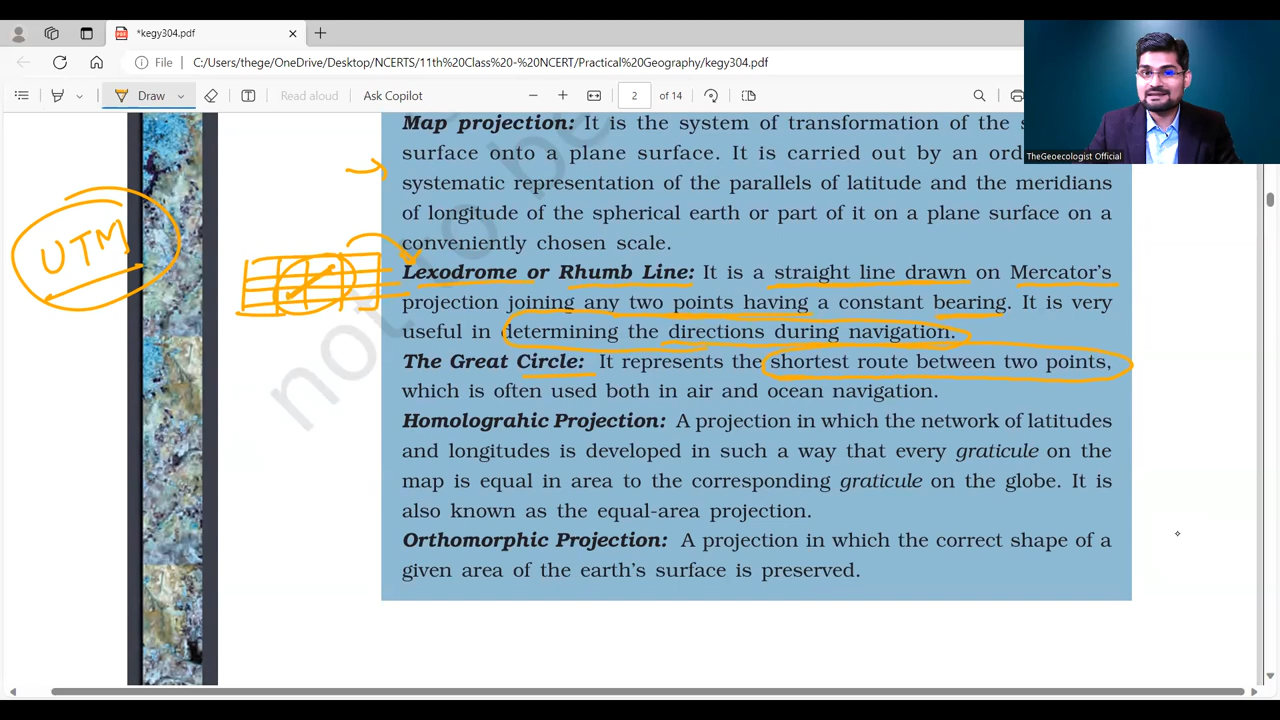 *kegy304.pdf
File
C:/Users/thege/OneDrive/Desktop/NCERTS/11th%20Class%20-%20NCERT/Practical%20Geography/kegy304.pdf
Draw
Read aloud
Ask Copilot
2
of 14
TheGeoecologist Official
Map projection: It is the system of transformation of the s
surface onto a plane surface. It is carried out by an ord
systematic representation of the parallels of latitude and the meridians
of longitude of the spherical earth or part of it on a plane surface on a
conveniently chosen scale.
Lexodrome or Rhumb Line: It is a straight line drawn on Mercator's
projection joining any two points having a constant bearing. It is very
useful in determining the directions during navigation.
The Great Circle: It represents the shortest route between two points,
which is often used both in air and ocean navigation.
Homolograhic Projection: A projection in which the network of latitudes
and longitudes is developed in such a way that every graticule on the
map is equal in area to the corresponding graticule on the globe. It is
also known as the equal-area projection.
Orthomorphic Projection: A projection in which the correct shape of a
given area of the earth's surface is preserved.
UTM
not to be